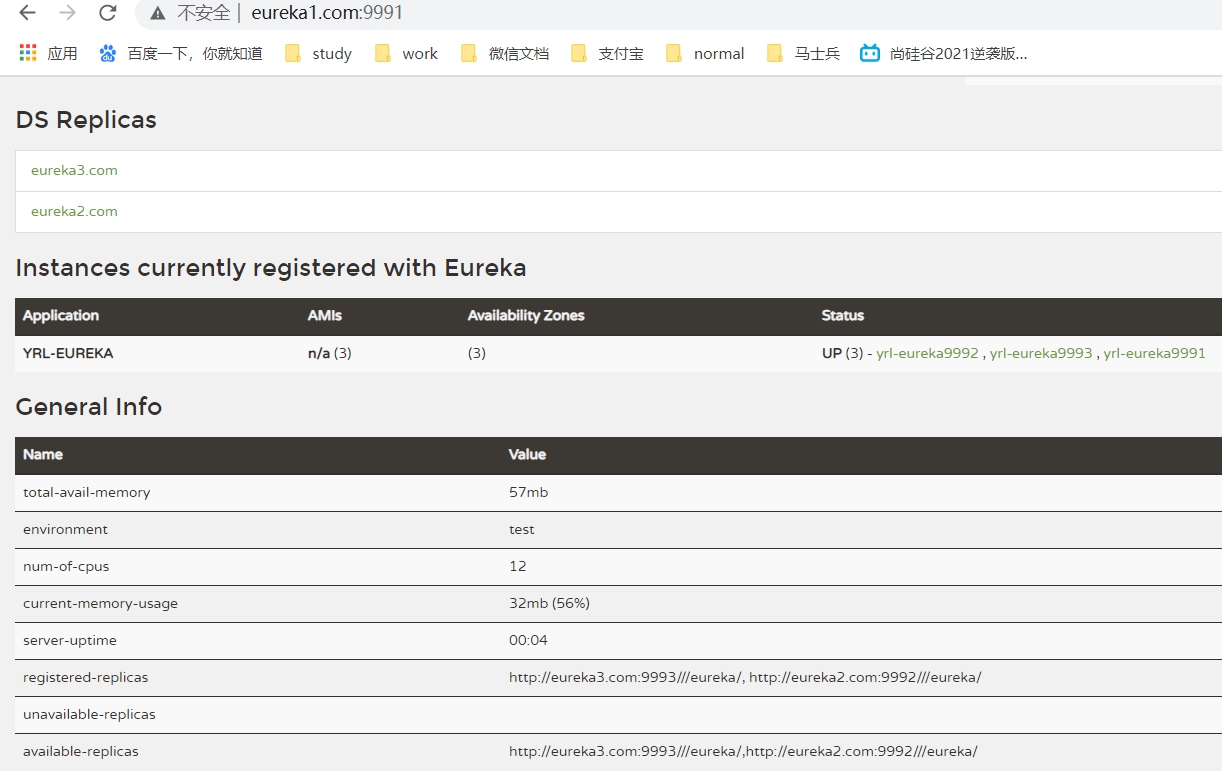 不安全 | eureka1.com:9991
应用 百度一下，你就知道 study work 微信文档 支付宝 normal 马士兵 尚硅谷2021逆袭版...
DS Replicas
eureka3.com
eureka2.com
Instances currently registered with Eureka
Application AMIs Availability Zones Status
YRL-EUREKA n/a (3) (3) UP (3) - yrl-eureka9992 , yrl-eureka9993 , yrl-eureka9991
General Info
Name Value
total-avail-memory 57mb
environment test
num-of-cpus 12
current-memory-usage 32mb (56%)
server-uptime 00:04
registered-replicas http://eureka3.com:9993///eureka/, http://eureka2.com:9992///eureka/
unavailable-replicas
available-replicas http://eureka3.com:9993///eureka/,http://eureka2.com:9992///eureka/